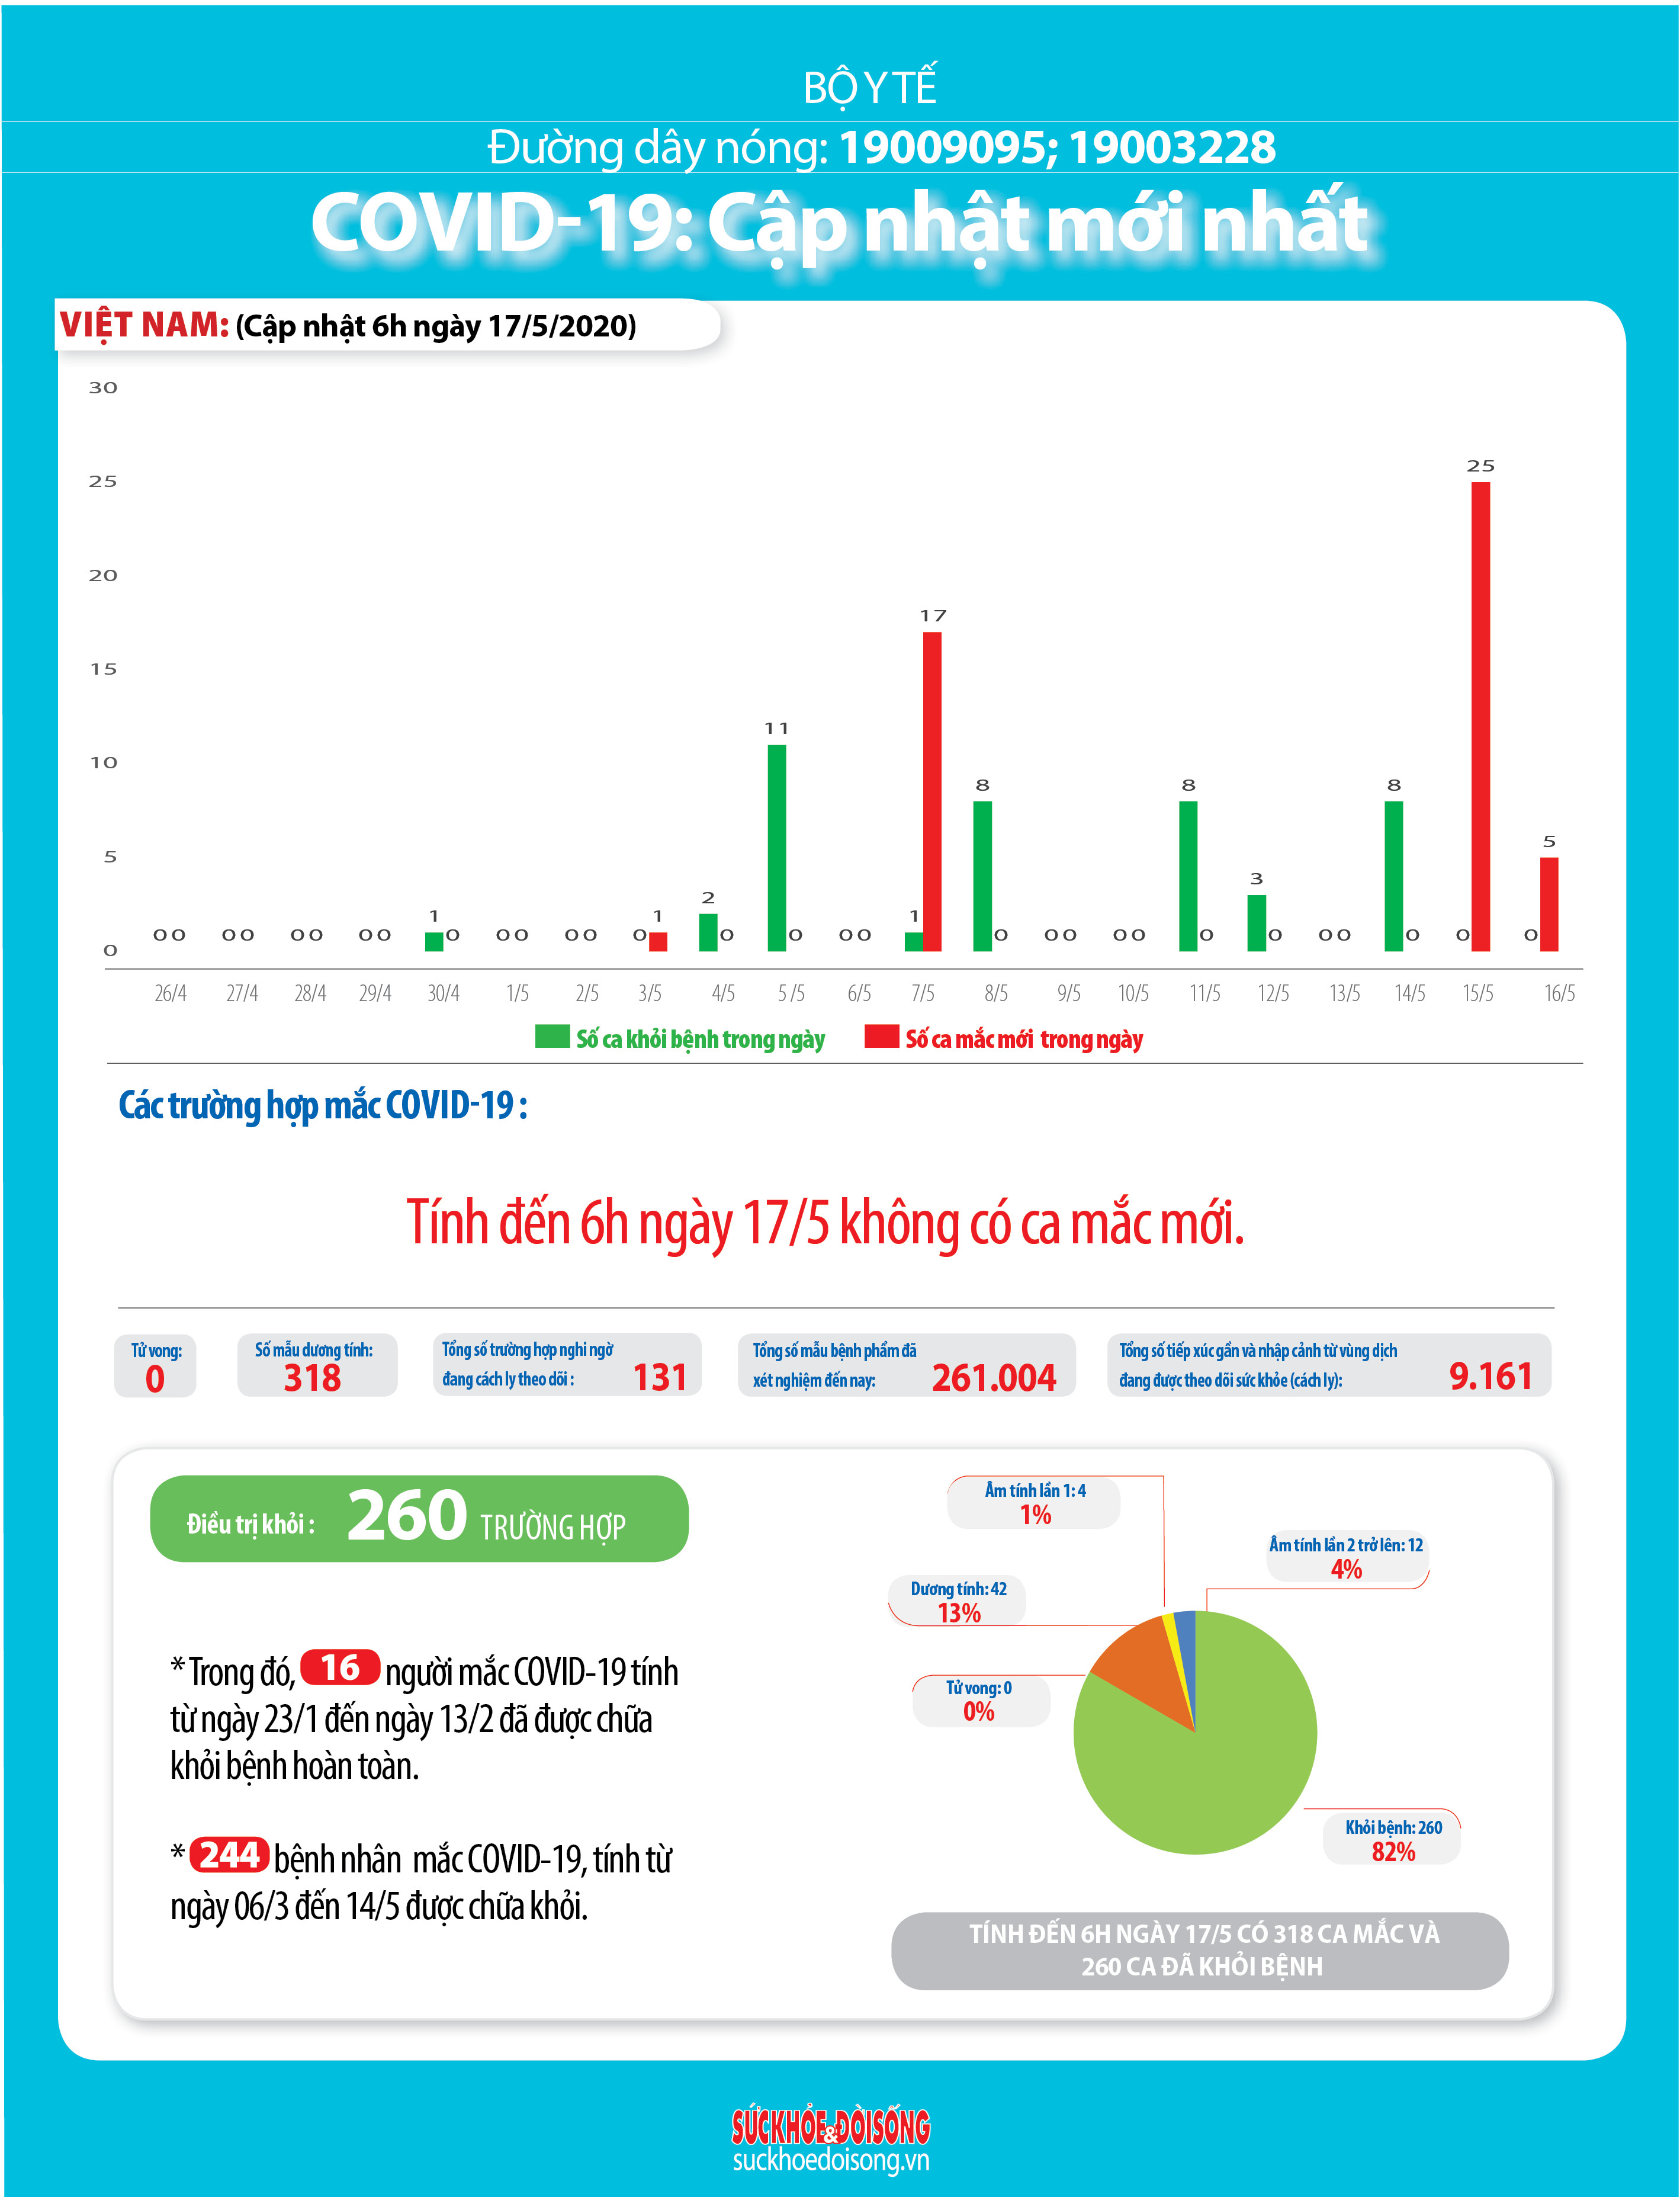 BỘ Y TẾ
Đường dây nóng: 19009095; 19003228
COVID-19: Cập nhật mới nhất
VIỆT NAM: (Cập nhật 6h ngày 17/5/2020)
30
25
20
15
10
5
0
0 0
0 0
0 0
0 0
1 0
0 0
0 0
0 1
2 0
11 0
0 0
1 17
8 0
0 0
0 0
8 0
3 0
0 0
8 0
0 25
0 5
26/4 27/4 28/4 29/4 30/4 1/5 2/5 3/5 4/5 5 /5 6/5 7/5 8/5 9/5 10/5 11/5 12/5 13/5 14/5 15/5 16/5
Số ca khỏi bệnh trong ngày Số ca mắc mới trong ngày
Các trường hợp mắc COVID-19 :
Tính đến 6h ngày 17/5 không có ca mắc mới.
Tử vong:
0
Số mẫu dương tính:
318
Tổng số trường hợp nghi ngờ
đang cách ly theo dõi : 131
Tổng số mẫu bệnh phẩm đã
xét nghiệm đến nay: 261.004
Tổng số tiếp xúc gần và nhập cảnh từ vùng dịch
đang được theo dõi sức khỏe (cách ly): 9.161
Điều trị khỏi : 260 TRƯỜNG HỢP
* Trong đó, 16 người mắc COVID-19 tính
từ ngày 23/1 đến ngày 13/2 đã được chữa
khỏi bệnh hoàn toàn.
* 244 bệnh nhân mắc COVID-19, tính từ
ngày 06/3 đến 14/5 được chữa khỏi.
Âm tính lần 1: 4
1%
Âm tính lần 2 trở lên: 12
4%
Dương tính: 42
13%
Tử vong: 0
0%
Khỏi bệnh: 260
82%
TÍNH ĐẾN 6H NGÀY 17/5 CÓ 318 CA MẮC VÀ
260 CA ĐÃ KHỎI BỆNH
SỨC KHỎE & ĐỜI SỐNG
suckhoedoisong.vn